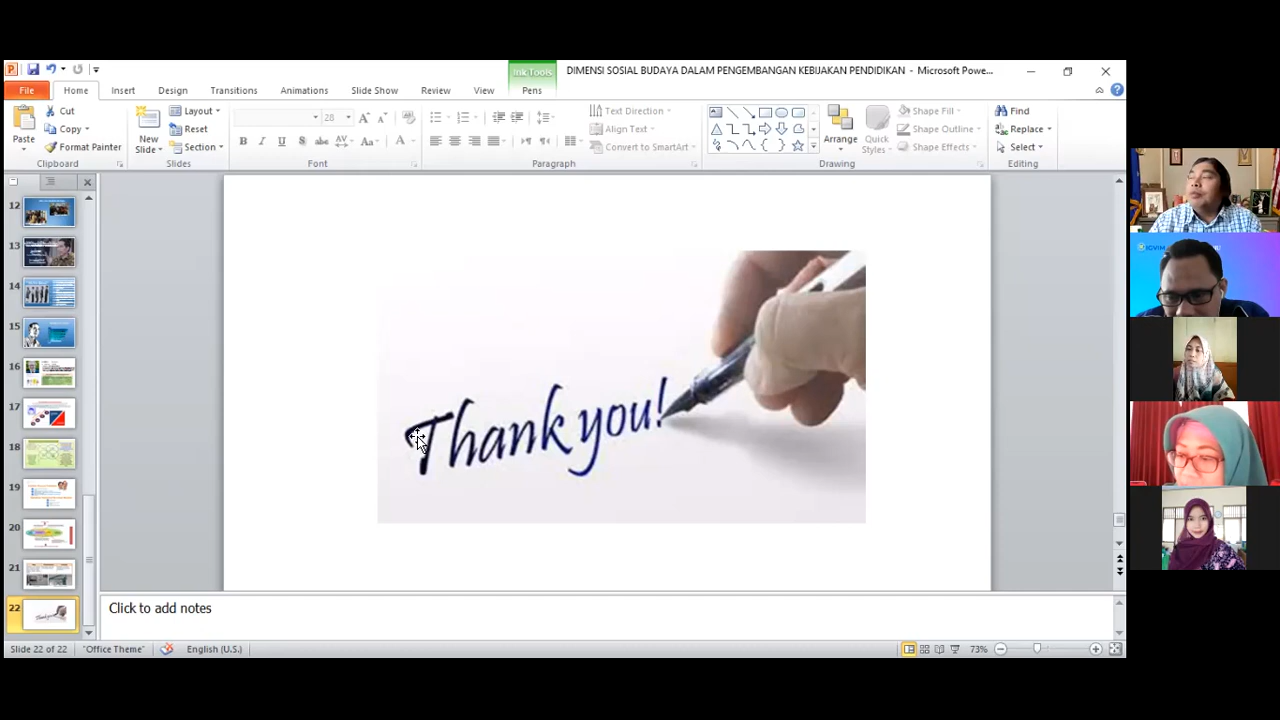 Ink Tools
DIMENSI SOSIAL BUDAYA DALAM PENGEMBANGAN KEBIJAKAN PENDIDIKAN - Microsoft Powe...
File Home Insert Design Transitions Animations Slide Show Review View Pens
Paste
Cut
Copy
Format Painter
Clipboard
New
Slide
Layout
Reset
Section
Slides
28
Font
Text Direction
Align Text
Convert to SmartArt
Paragraph
Arrange
Quick
Styles
Shape Fill
Shape Outline
Shape Effects
Drawing
Find
Replace
Select
Editing
12
13
14
15
16
17
18
19
20
21
22
Thank you!
Click to add notes
Slide 22 of 22 "Office Theme" English (U.S.) 73%